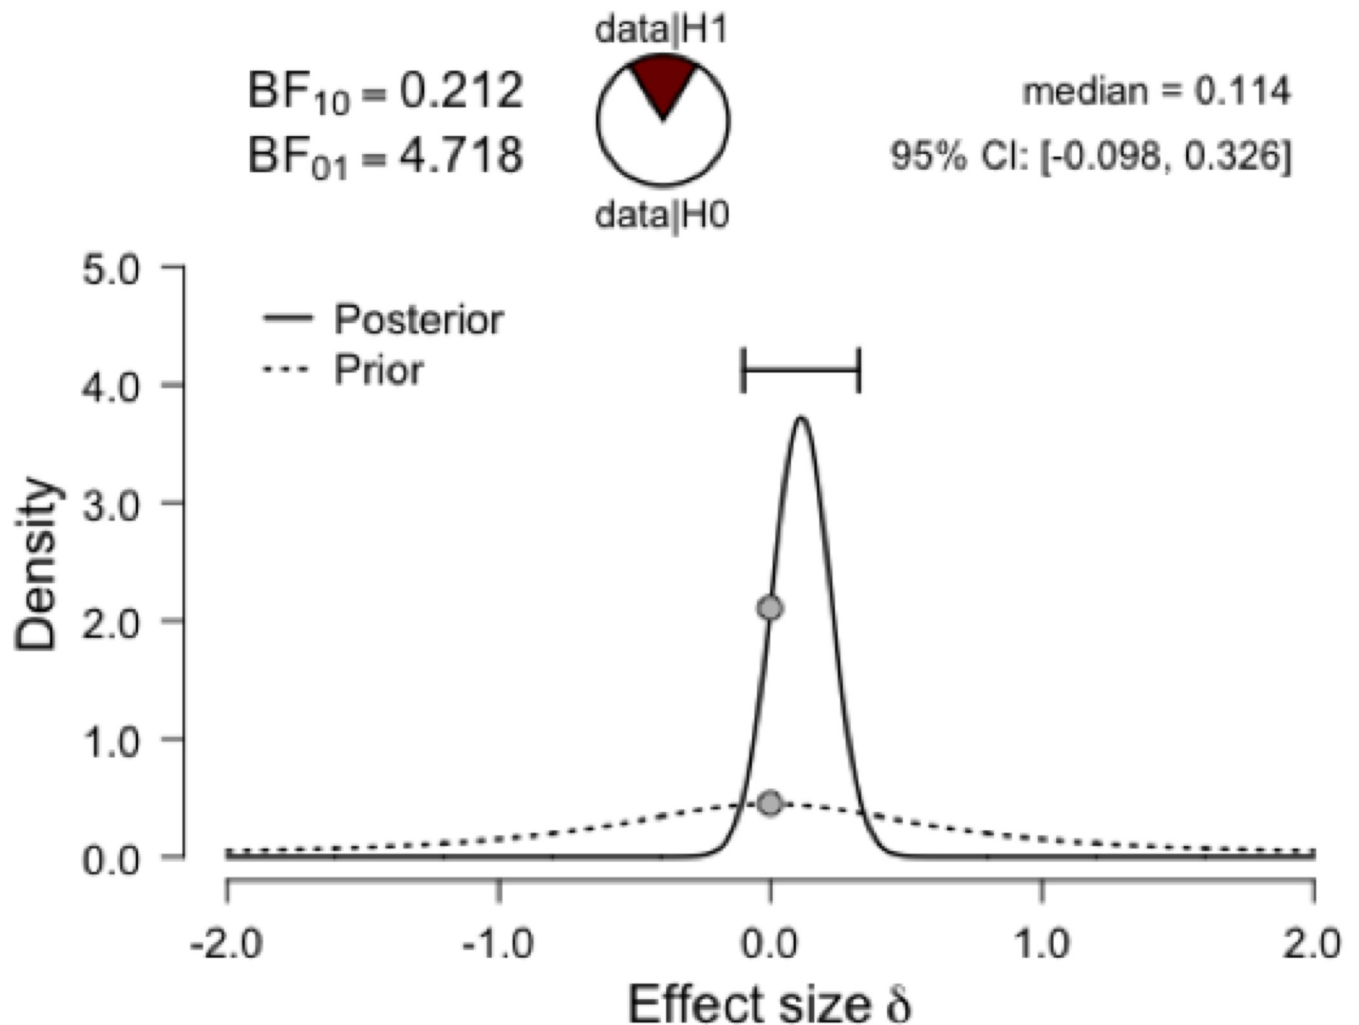 data|H1
BF₁₀ = 0.212
BF₀₁ = 4.718
median = 0.114
95% CI: [-0.098, 0.326]
data|H0
Posterior
Prior
5.0
4.0
3.0
2.0
1.0
0.0
Density
-2.0 -1.0 0.0 1.0 2.0
Effect size δ